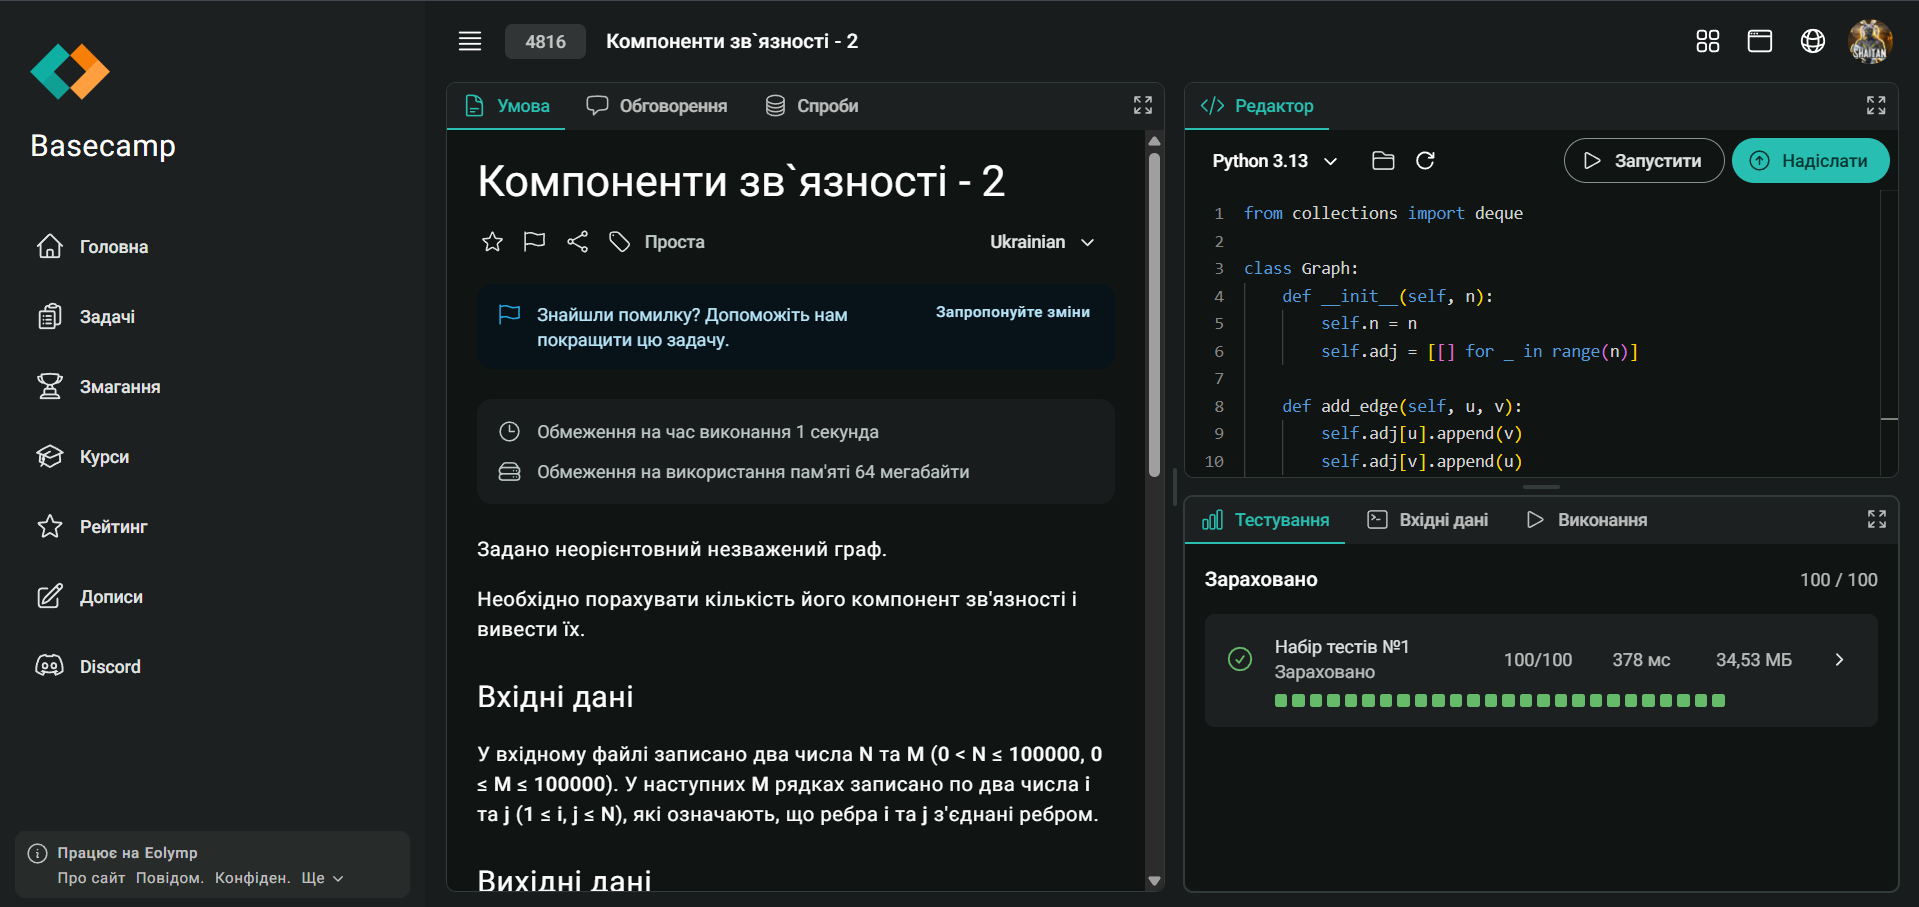 Basecamp
Головна
Задачі
Змагання
Курси
Рейтинг
Дописи
Discord
Працює на Eolymp
Про сайт Повідом. Конфіден. Ще
4816 Компоненти зв`язності - 2
SHAITAN
Умова Обговорення Спроби
Компоненти зв`язності - 2
Проста Ukrainian
Знайшли помилку? Допоможіть нам
покращити цю задачу.
Запропонуйте зміни
Обмеження на час виконання 1 секунда
Обмеження на використання пам'яті 64 мегабайти
Задано неорієнтовний незважений граф.
Необхідно порахувати кількість його компонент зв'язності і
вивести їх.
Вхідні дані
У вхідному файлі записано два числа N та M (0 < N ≤ 100000, 0
≤ M ≤ 100000). У наступних M рядках записано по два числа i
та j (1 ≤ i, j ≤ N), які означають, що ребра i та j з'єднані ребром.
Вихідні дані
Редактор
Python 3.13 Запустити Надіслати
1 from collections import deque
2
3 class Graph:
4     def __init__(self, n):
5         self.n = n
6         self.adj = [[] for _ in range(n)]
7
8     def add_edge(self, u, v):
9         self.adj[u].append(v)
10         self.adj[v].append(u)
Тестування Вхідні дані Виконання
Зараховано 100 / 100
Набір тестів №1
Зараховано
100/100 378 мс 34,53 МБ